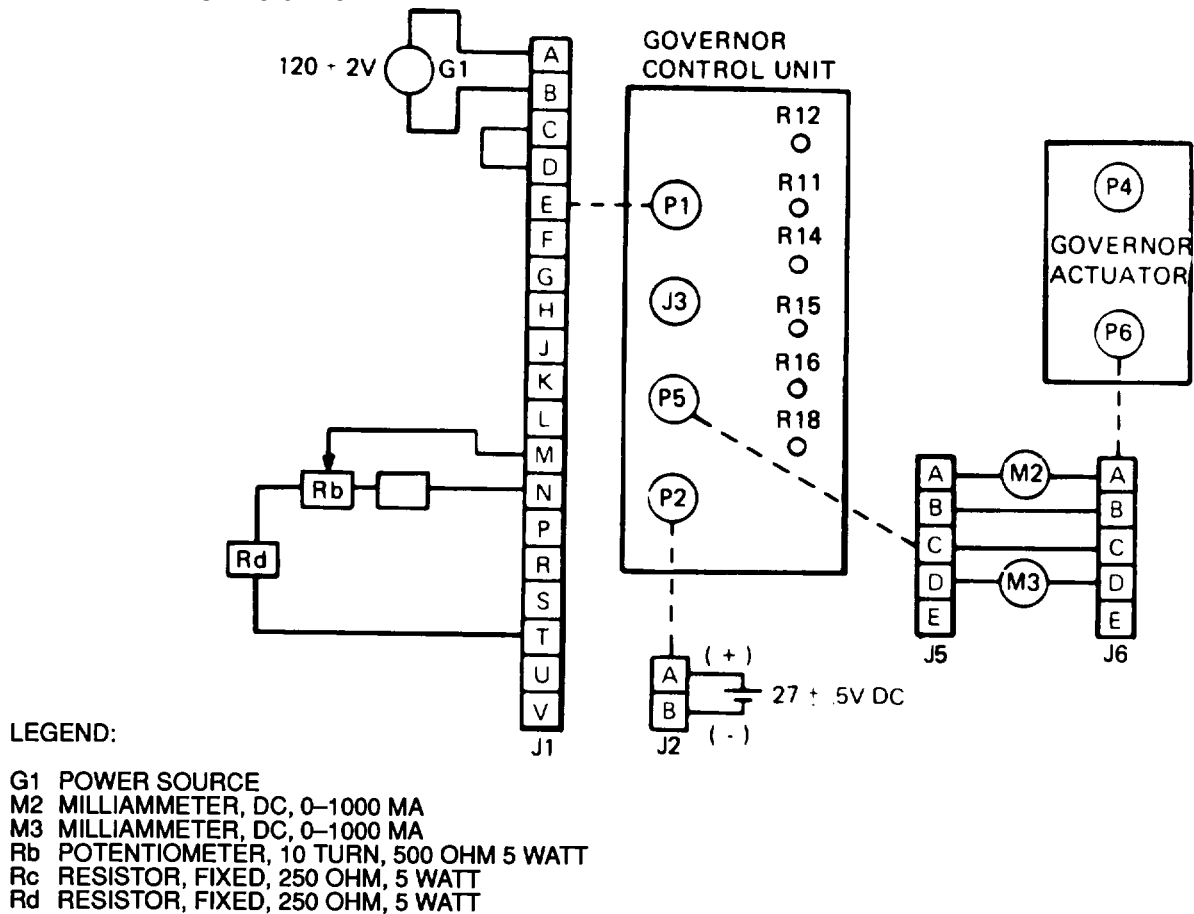 120 + 2V
G1
A
B
C
D
E
F
G
H
J
K
L
M
N
P
R
S
T
U
V
J1
Rb
Rd
GOVERNOR
CONTROL UNIT
R12
R11
R14
R15
R16
R18
P1
J3
P5
P2
A
B
J2
( + )
( - )
27 ± .5V DC
P4
GOVERNOR
ACTUATOR
P6
A
B
C
D
E
J5
M2
M3
A
B
C
D
E
J6
LEGEND:
G1 POWER SOURCE
M2 MILLIAMMETER, DC, 0–1000 MA
M3 MILLIAMMETER, DC, 0–1000 MA
Rb POTENTIOMETER, 10 TURN, 500 OHM 5 WATT
Rc RESISTOR, FIXED, 250 OHM, 5 WATT
Rd RESISTOR, FIXED, 250 OHM, 5 WATT